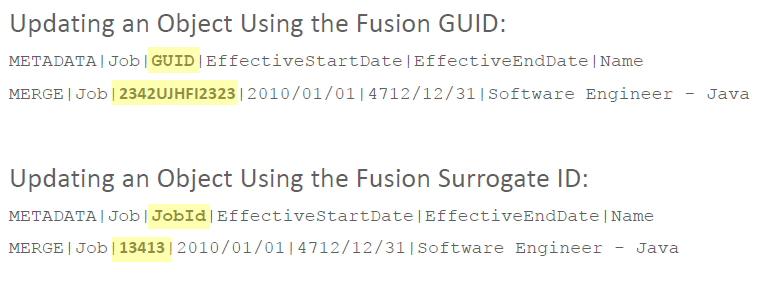 Updating an Object Using the Fusion GUID:
METADATA|Job|GUID|EffectiveStartDate|EffectiveEndDate|Name
MERGE|Job|2342UJHFI2323|2010/01/01|4712/12/31|Software Engineer - Java
Updating an Object Using the Fusion Surrogate ID:
METADATA|Job|JobId|EffectiveStartDate|EffectiveEndDate|Name
MERGE|Job|13413|2010/01/01|4712/12/31|Software Engineer - Java